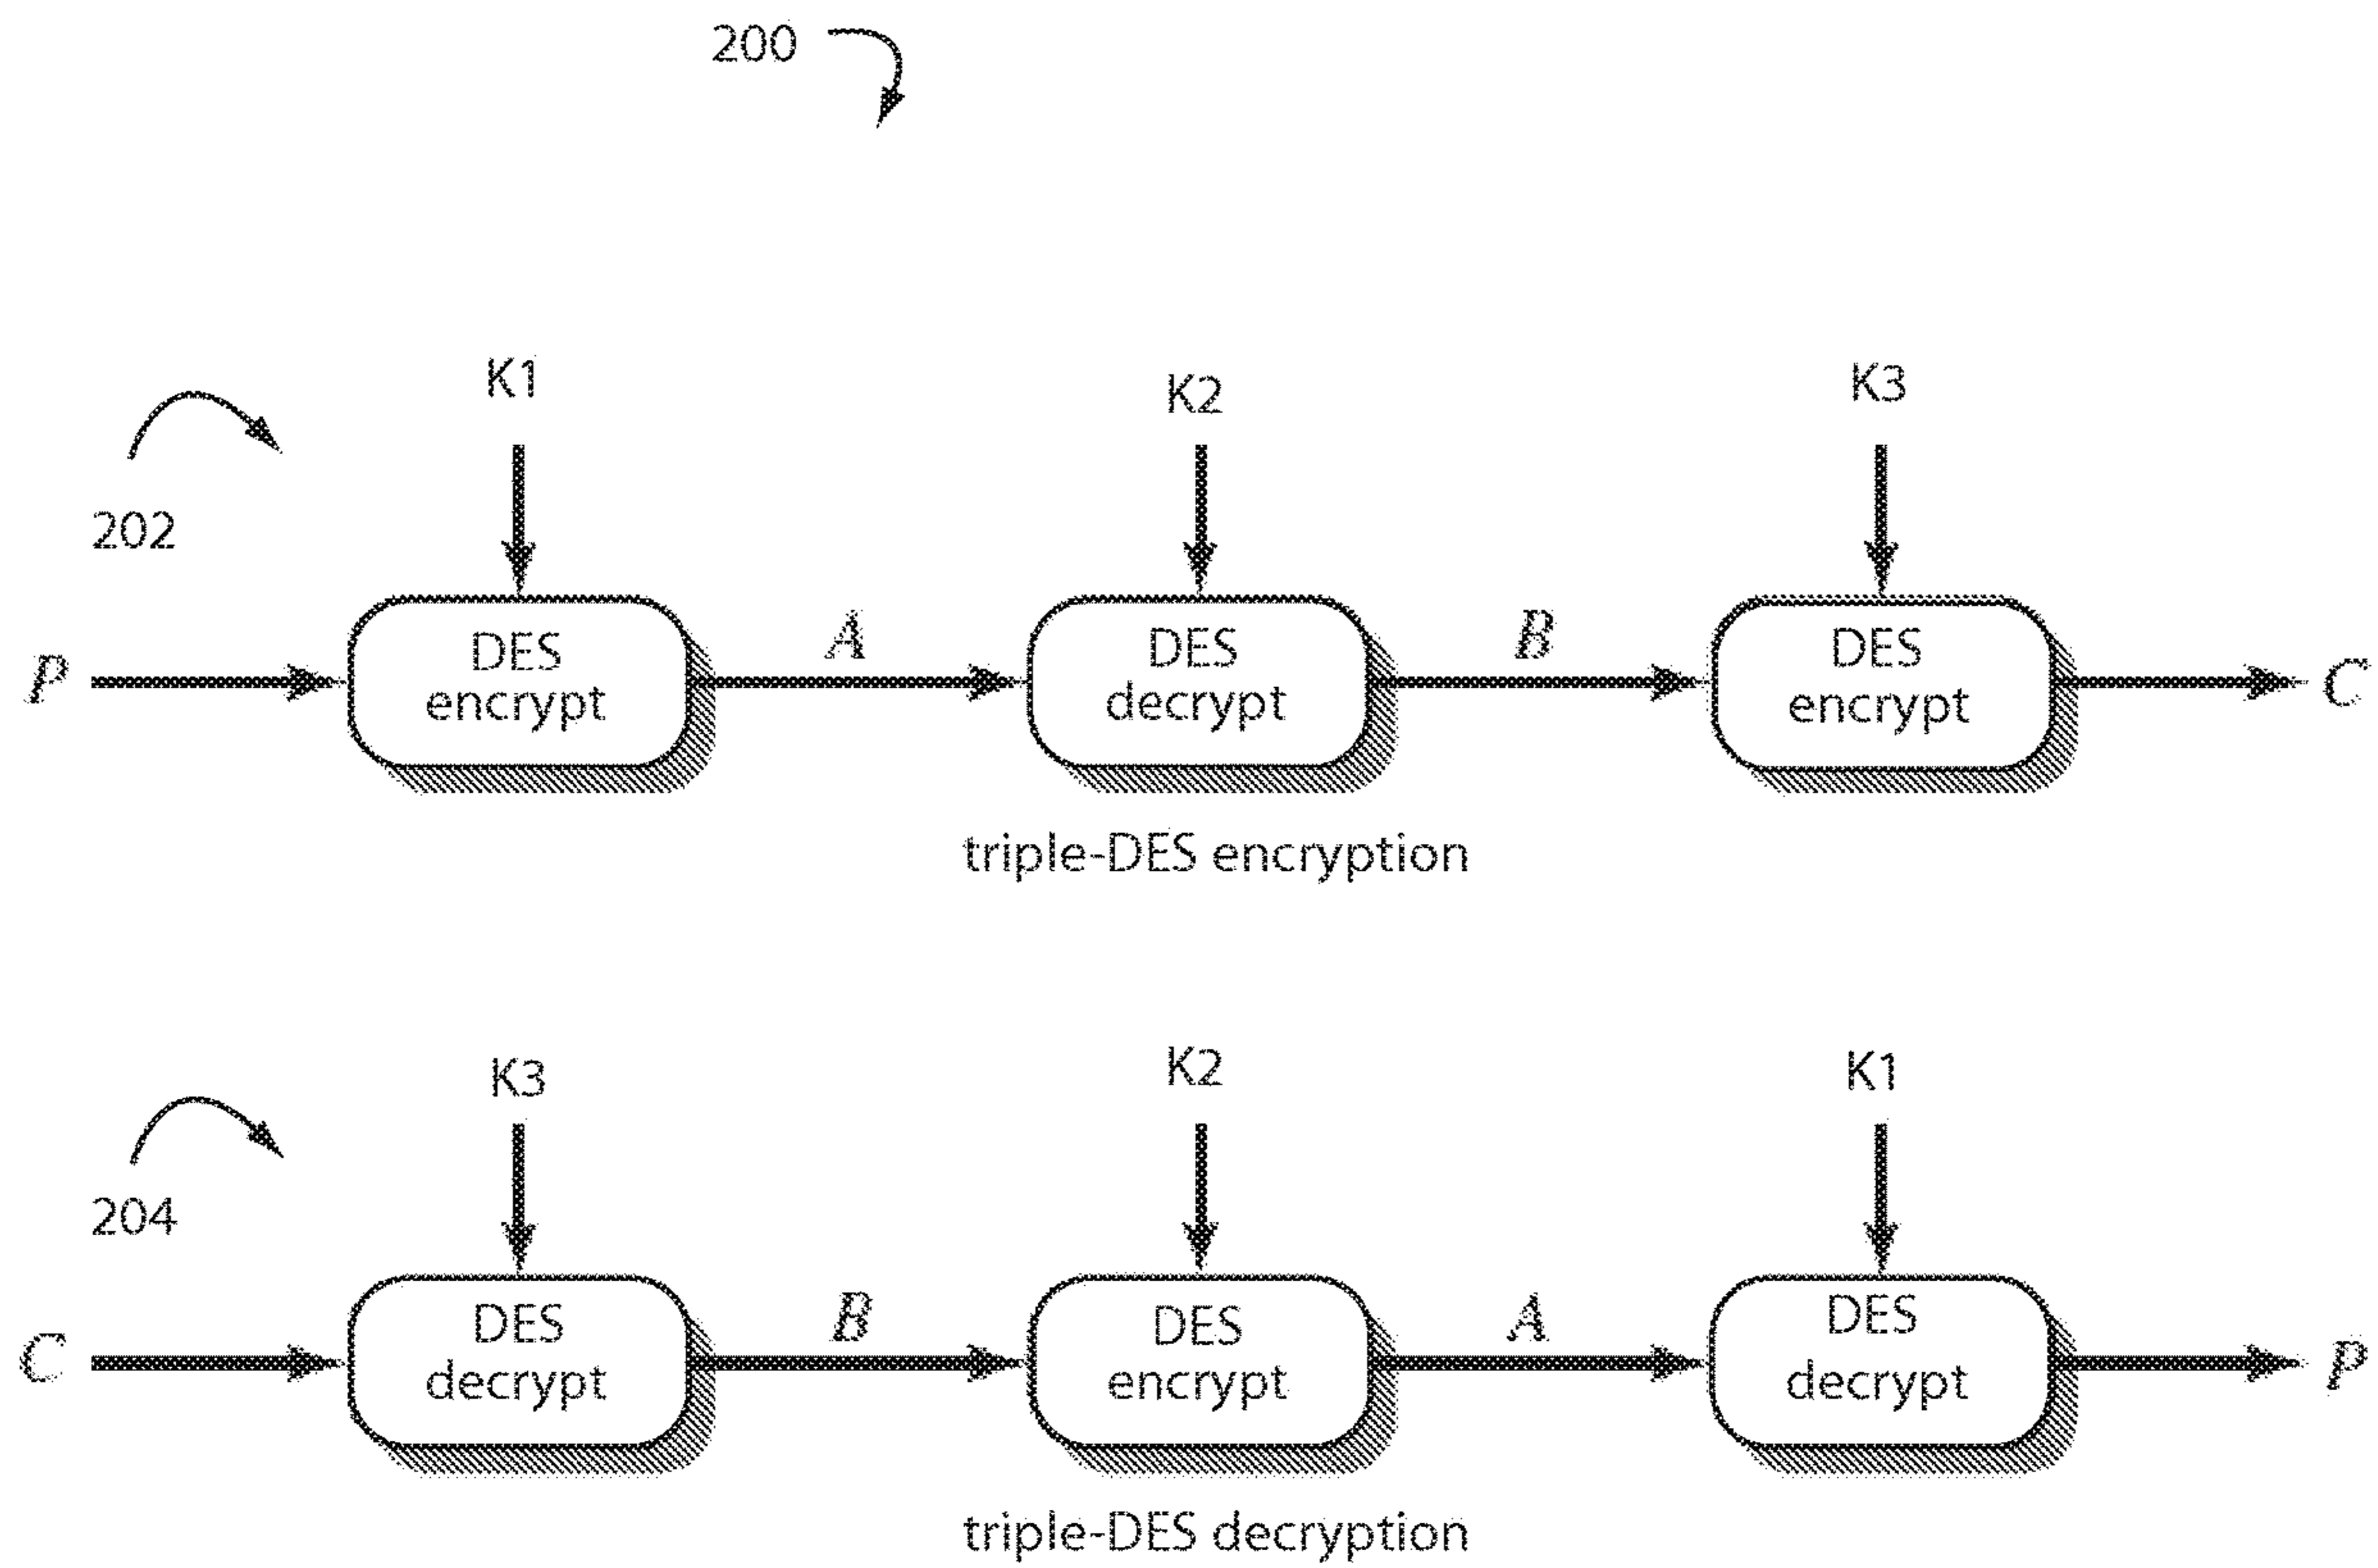 200
K1
K2
K3
202
P
DES
encrypt
A
DES
decrypt
B
DES
encrypt
C
triple-DES encryption
K3
K2
K1
204
C
DES
decrypt
B
DES
encrypt
A
DES
decrypt
P
triple-DES decryption